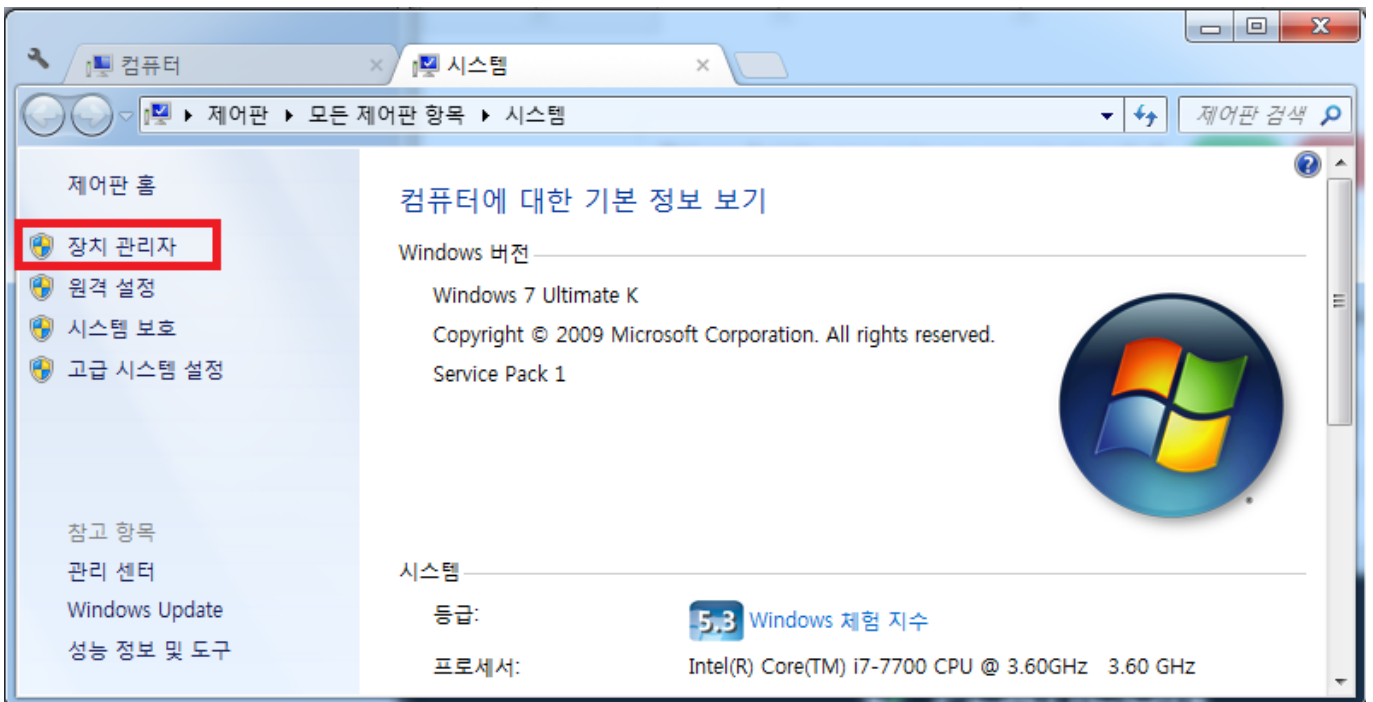 컴퓨터
시스템
제어판 ▸ 모든 제어판 항목 ▸ 시스템
제어판 검색
제어판 홈
장치 관리자
원격 설정
시스템 보호
고급 시스템 설정
참고 항목
관리 센터
Windows Update
성능 정보 및 도구
컴퓨터에 대한 기본 정보 보기
Windows 버전
Windows 7 Ultimate K
Copyright © 2009 Microsoft Corporation. All rights reserved.
Service Pack 1
시스템
등급: 5.3 Windows 체험 지수
프로세서: Intel(R) Core(TM) i7-7700 CPU @ 3.60GHz 3.60 GHz